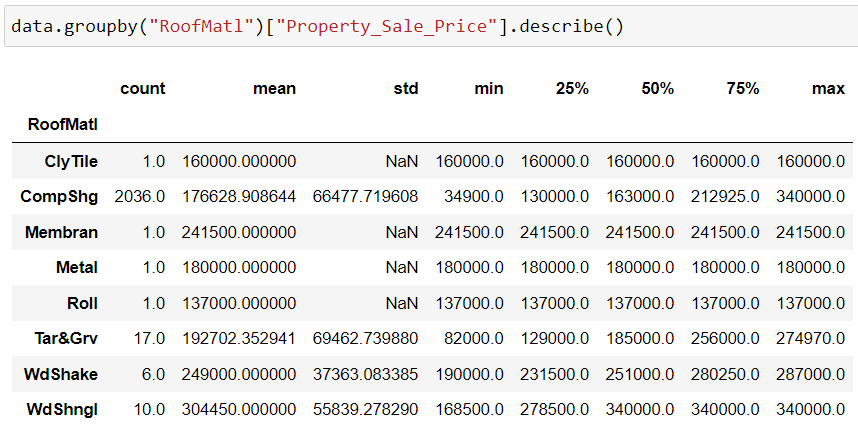 data.groupby("RoofMatl")["Property_Sale_Price"].describe()
count mean std min 25% 50% 75% max
RoofMatl
ClyTile 1.0 160000.000000 NaN 160000.0 160000.0 160000.0 160000.0 160000.0
CompShg 2036.0 176628.908644 66477.719608 34900.0 130000.0 163000.0 212925.0 340000.0
Membran 1.0 241500.000000 NaN 241500.0 241500.0 241500.0 241500.0 241500.0
Metal 1.0 180000.000000 NaN 180000.0 180000.0 180000.0 180000.0 180000.0
Roll 1.0 137000.000000 NaN 137000.0 137000.0 137000.0 137000.0 137000.0
Tar&Grv 17.0 192702.352941 69462.739880 82000.0 129000.0 185000.0 256000.0 274970.0
WdShake 6.0 249000.000000 37363.083385 190000.0 231500.0 251000.0 280250.0 287000.0
WdShngl 10.0 304450.000000 55839.278290 168500.0 278500.0 340000.0 340000.0 340000.0